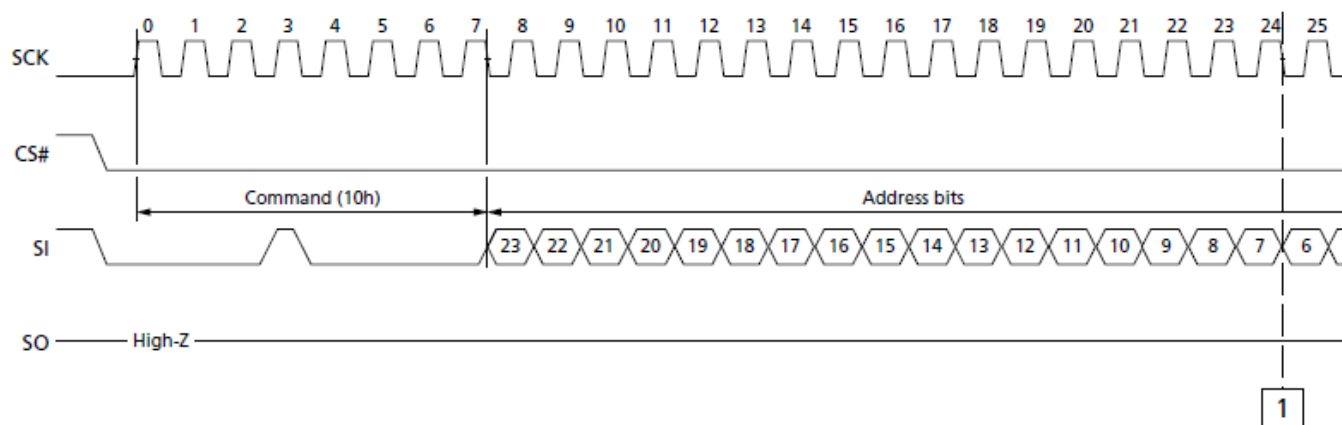 0 1 2 3 4 5 6 7 8 9 10 11 12 13 14 15 16 17 18 19 20 21 22 23 24 25
SCK
CS#
Command (10h) Address bits
SI 23 22 21 20 19 18 17 16 15 14 13 12 11 10 9 8 7 6
SO High-Z
1